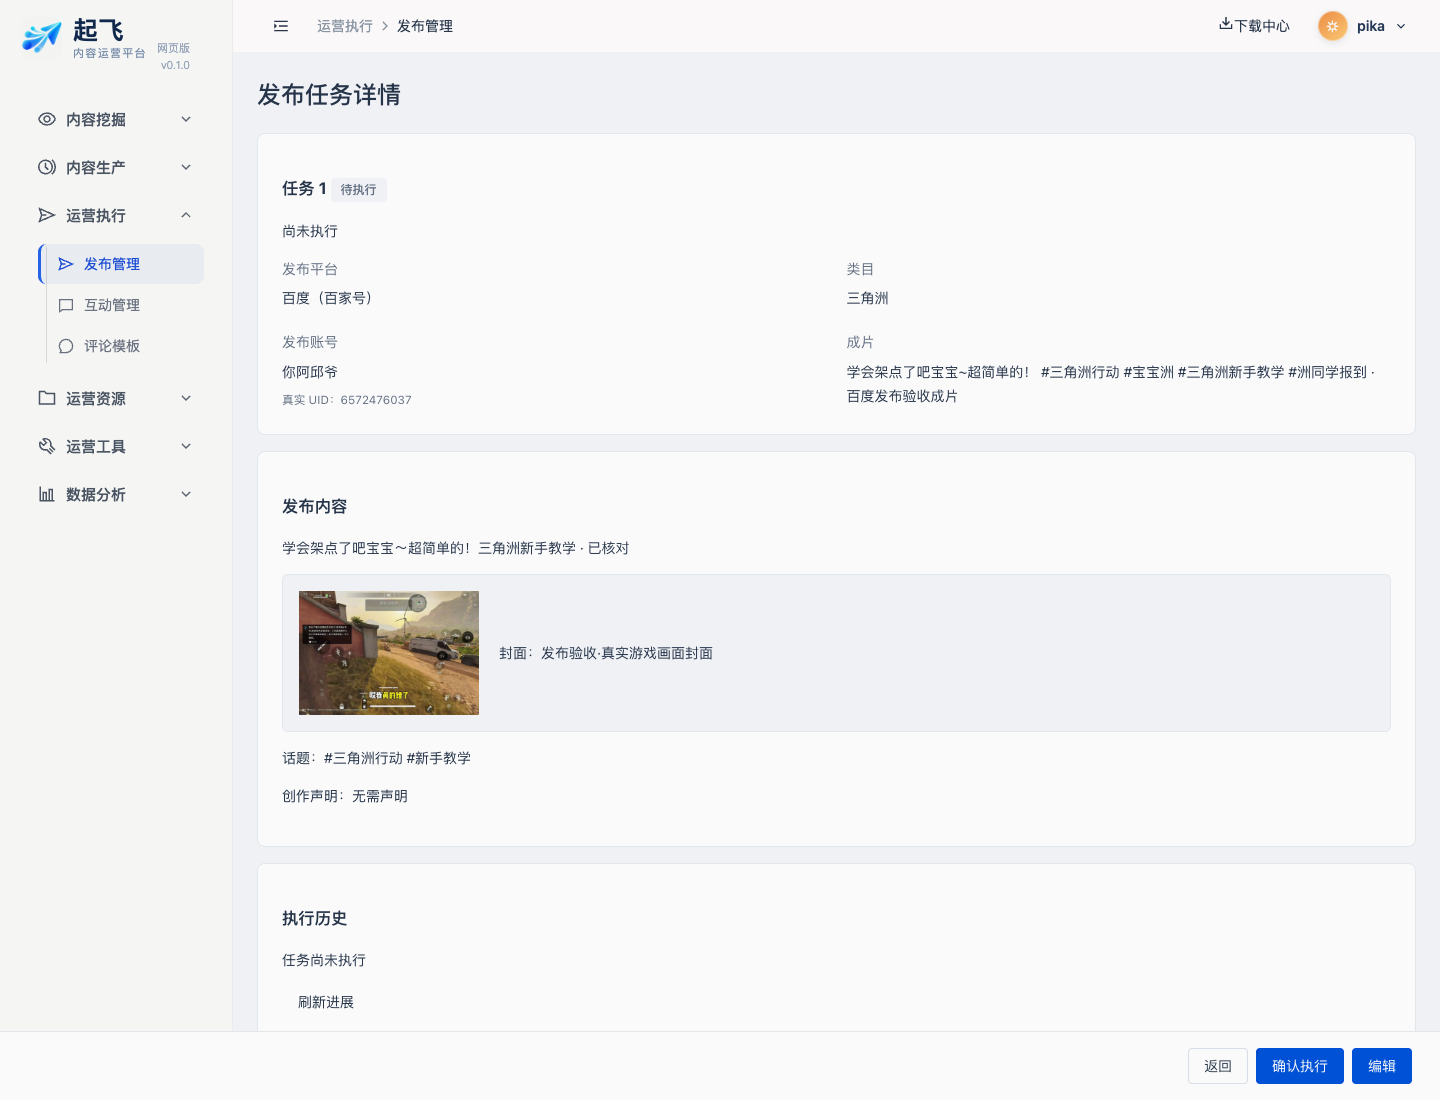 起飞
内容运营平台
网页版
v0.1.0
内容挖掘
内容生产
运营执行
发布管理
互动管理
评论模板
运营资源
运营工具
数据分析
运营执行 > 发布管理
下载中心
pika
发布任务详情
任务 1 待执行
尚未执行
发布平台
百度（百家号）
类目
三角洲
发布账号
你阿邱爷
真实 UID：6572476037
成片
学会架点了吧宝宝~超简单的！ #三角洲行动 #宝宝洲 #三角洲新手教学 #洲同学报到 ·
百度发布验收成片
发布内容
学会架点了吧宝宝～超简单的！三角洲新手教学 · 已核对
封面：发布验收·真实游戏画面封面
话题：#三角洲行动 #新手教学
创作声明：无需声明
执行历史
任务尚未执行
刷新进展
返回
确认执行
编辑